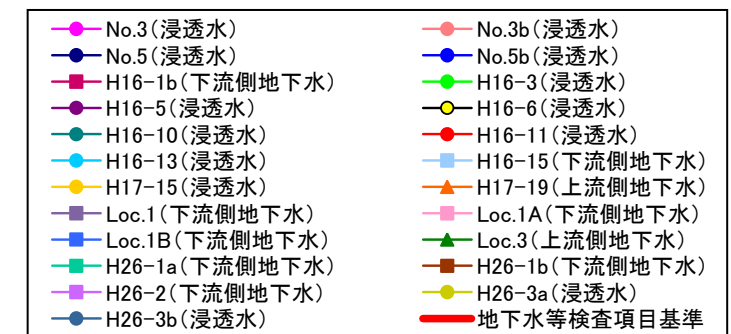 No.3(浸透水) No.3b(浸透水)
No.5(浸透水) No.5b(浸透水)
H16-1b(下流側地下水) H16-3(浸透水)
H16-5(浸透水) H16-6(浸透水)
H16-10(浸透水) H16-11(浸透水)
H16-13(浸透水) H16-15(下流側地下水)
H17-15(浸透水) H17-19(上流側地下水)
Loc.1(下流側地下水) Loc.1A(下流側地下水)
Loc.1B(下流側地下水) Loc.3(上流側地下水)
H26-1a(下流側地下水) H26-1b(下流側地下水)
H26-2(下流側地下水) H26-3a(浸透水)
H26-3b(浸透水) 地下水等検査項目基準